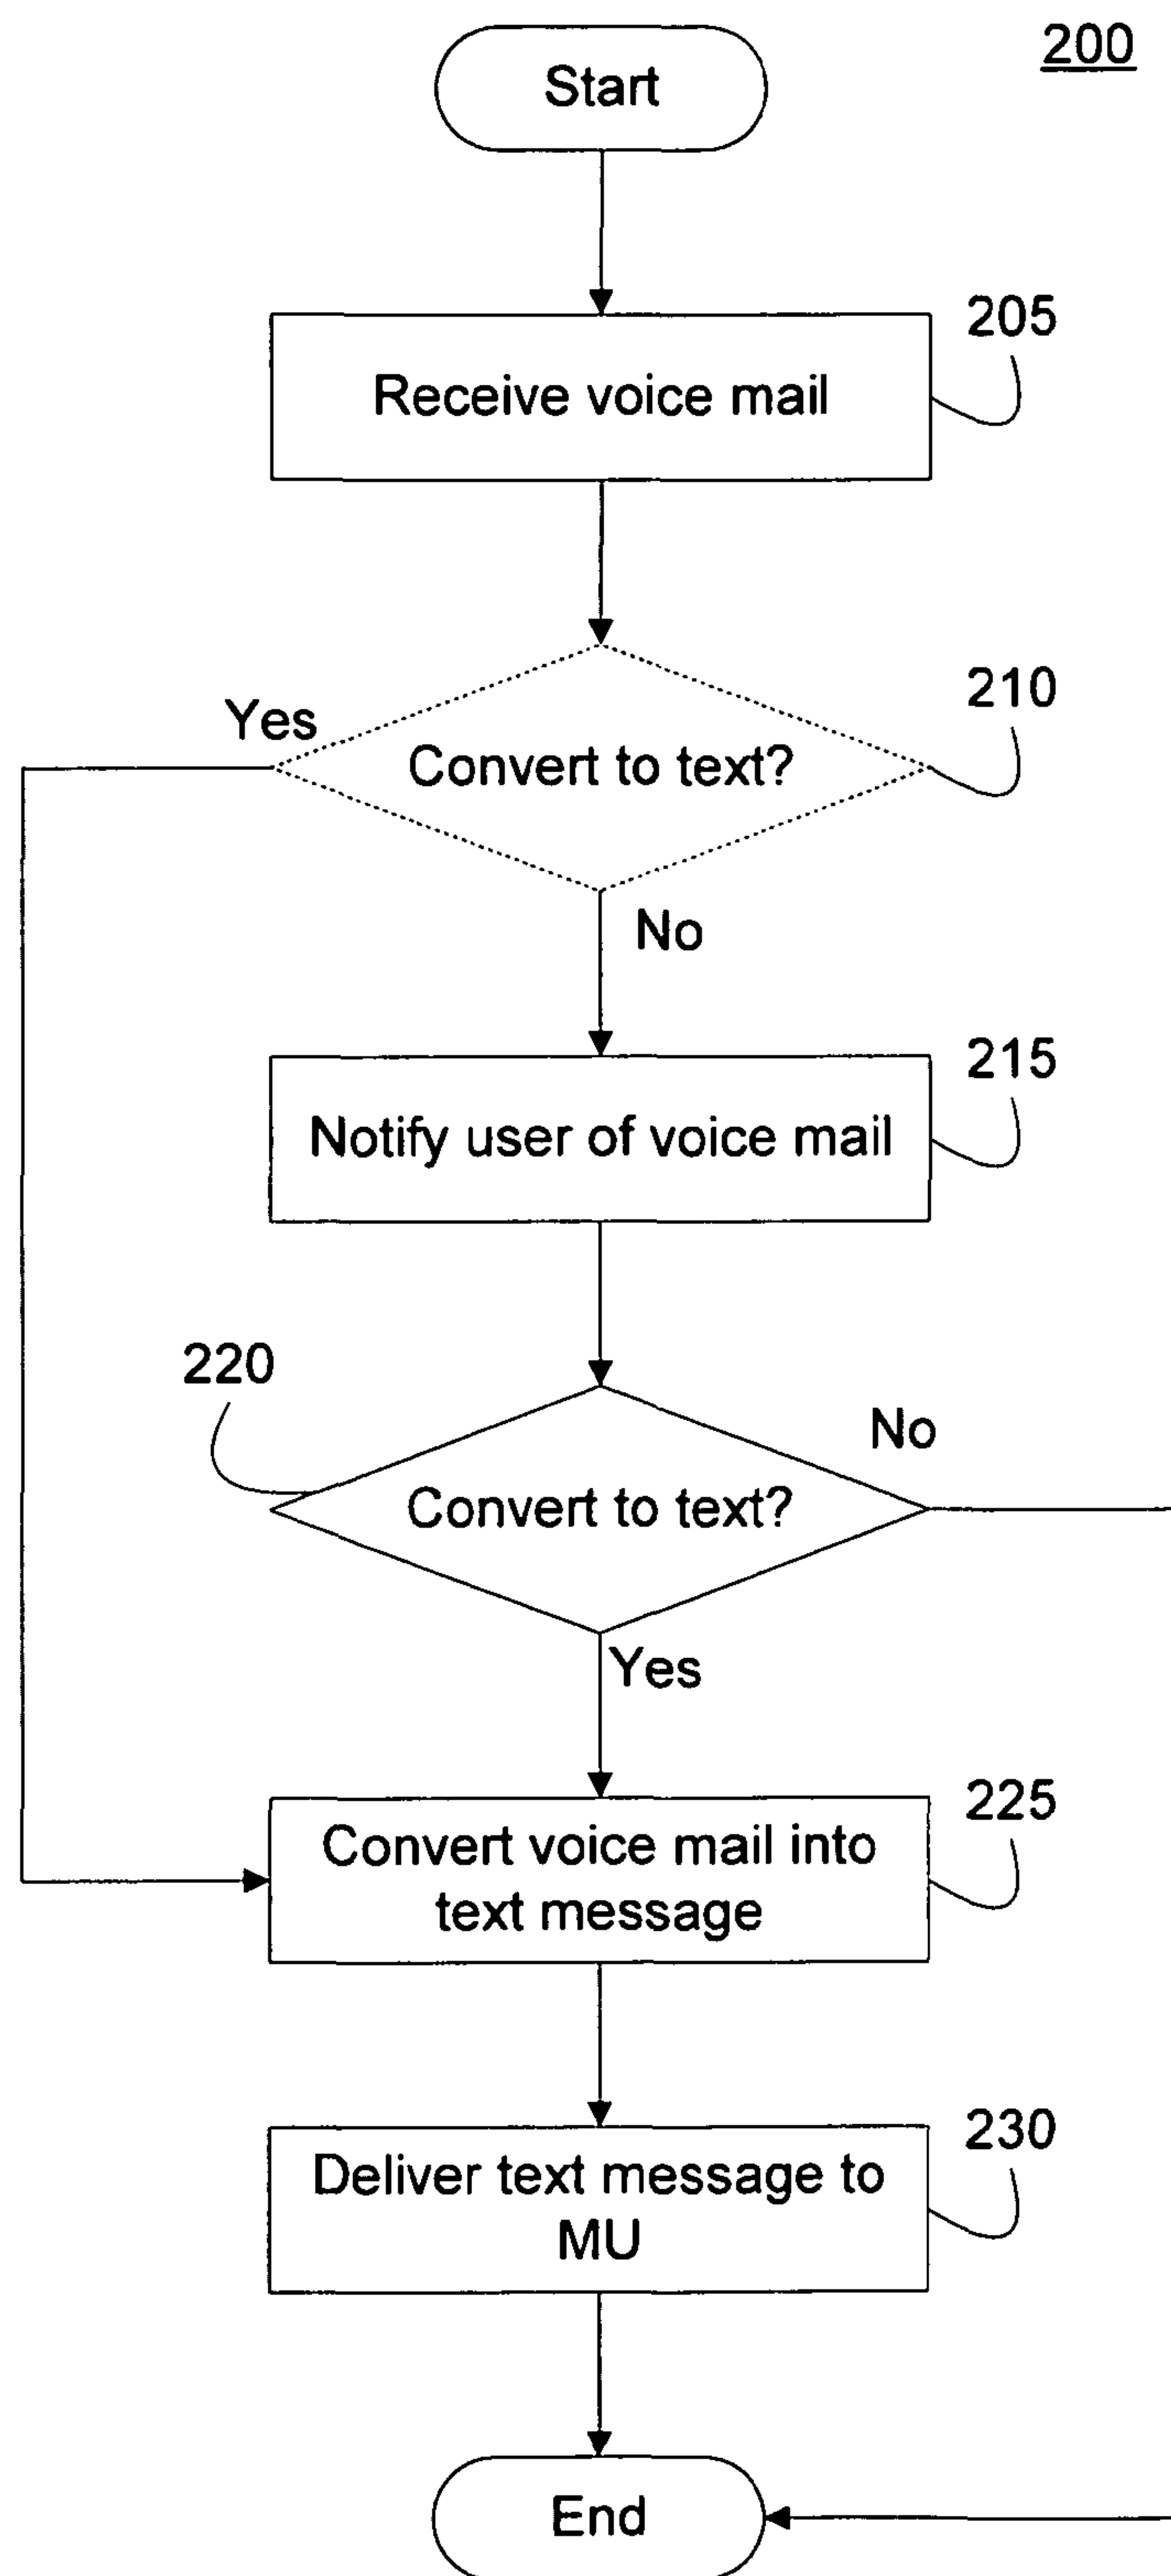 200
Start
205
Receive voice mail
210
Yes
Convert to text?
No
215
Notify user of voice mail
220
No
Convert to text?
Yes
225
Convert voice mail into
text message
230
Deliver text message to
MU
End